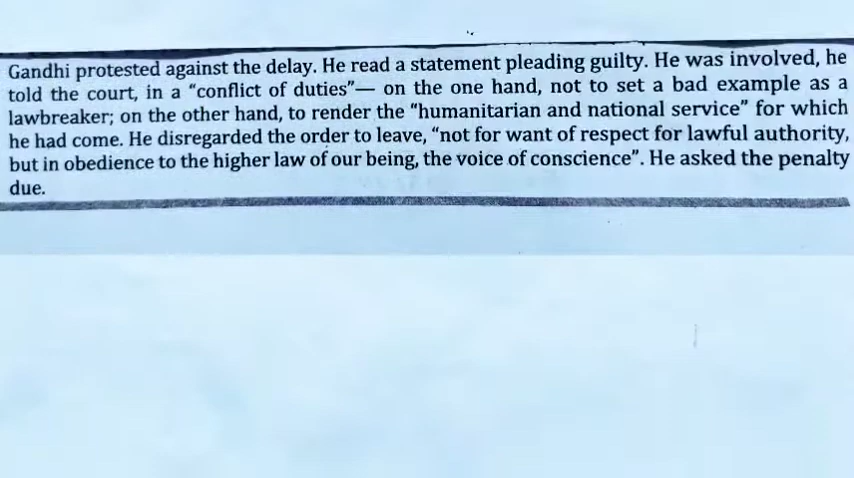 Gandhi protested against the delay. He read a statement pleading guilty. He was involved, he
told the court, in a “conflict of duties”— on the one hand, not to set a bad example as a
lawbreaker; on the other hand, to render the “humanitarian and national service” for which
he had come. He disregarded the order to leave, “not for want of respect for lawful authority,
but in obedience to the higher law of our being, the voice of conscience”. He asked the penalty
due.